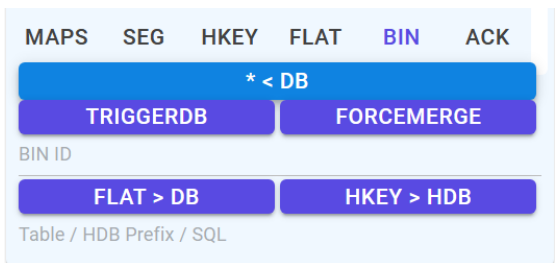 MAPS SEG HKEY FLAT BIN ACK
* < DB
TRIGGERDB FORCEMERGE
BIN ID
FLAT > DB HKEY > HDB
Table / HDB Prefix / SQL